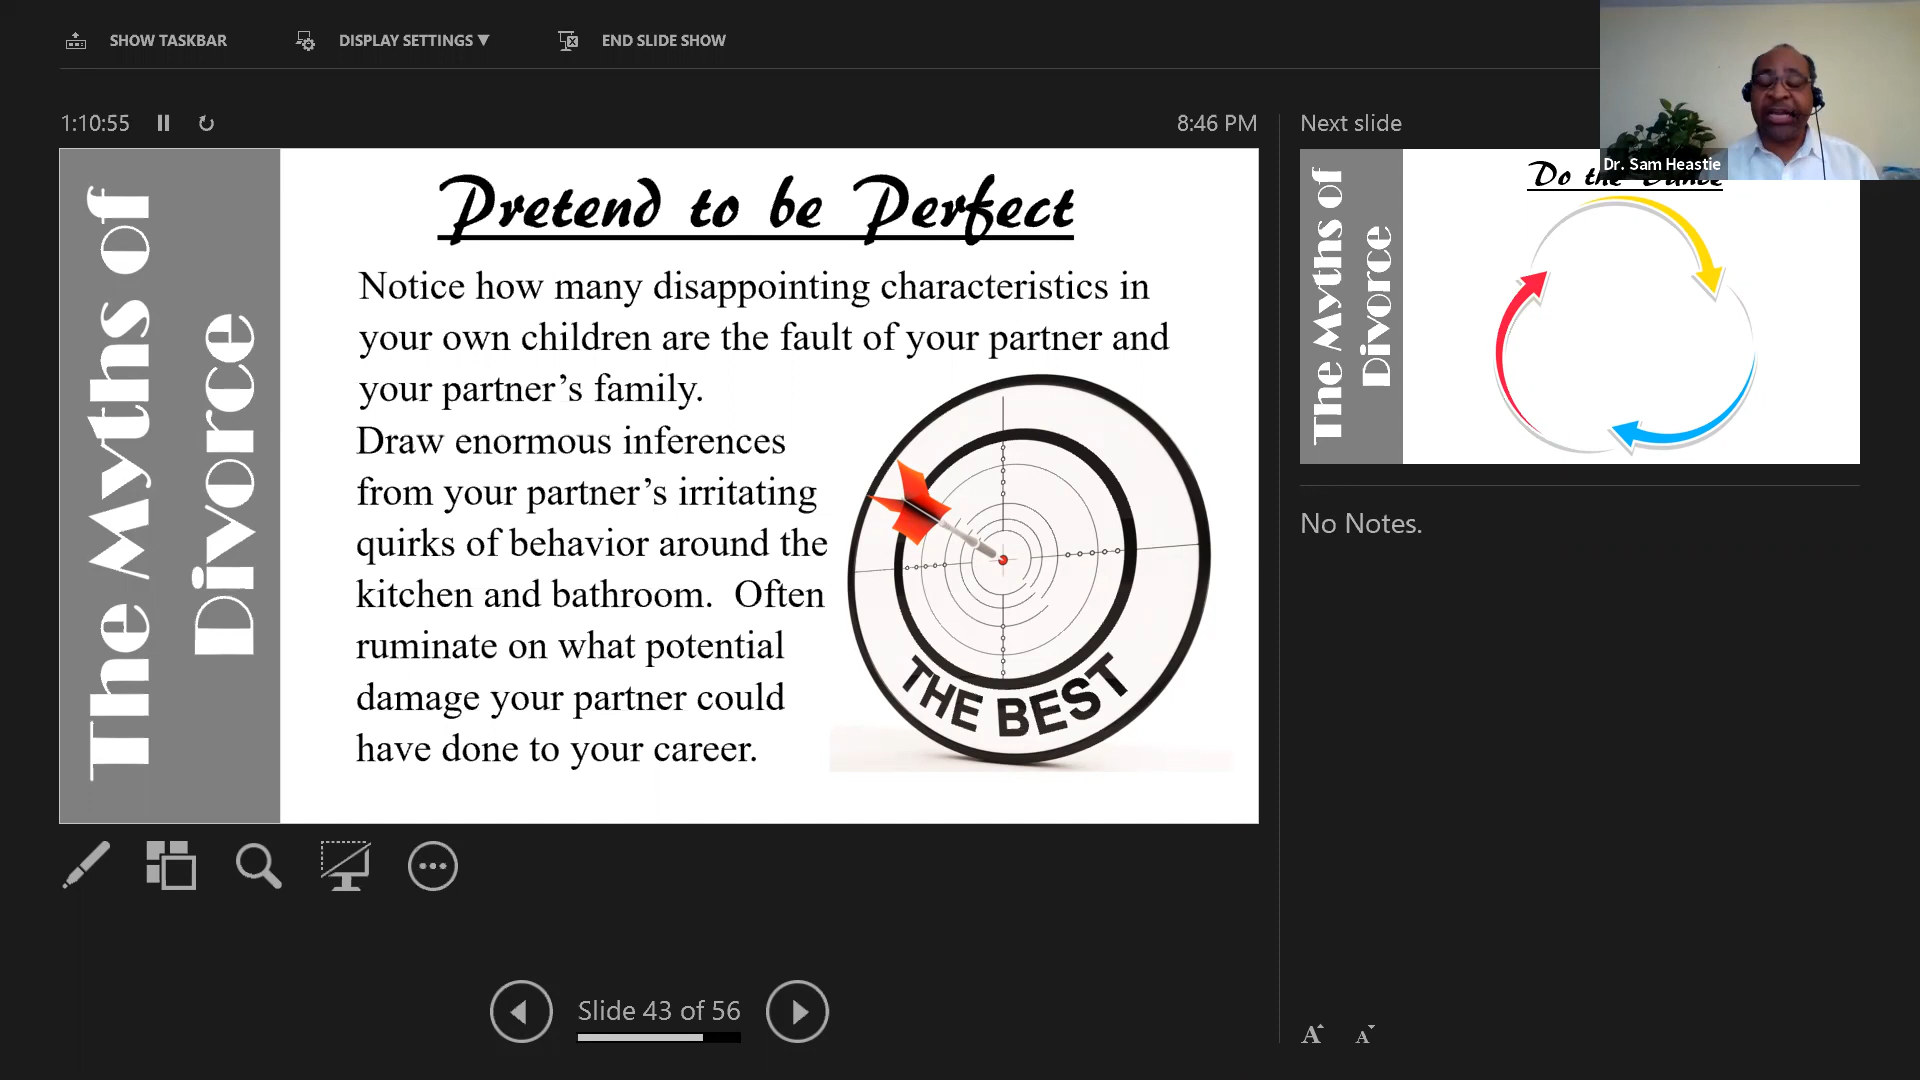 SHOW TASKBAR
DISPLAY SETTINGS ▼
END SLIDE SHOW
1:10:55
8:46 PM
Next slide
Dr. Sam Heastie
The Myths of
Divorce
Pretend to be Perfect
Notice how many disappointing characteristics in
your own children are the fault of your partner and
your partner’s family.
Draw enormous inferences
from your partner’s irritating
quirks of behavior around the
kitchen and bathroom.  Often
ruminate on what potential
damage your partner could
have done to your career.
THE BEST
The Myths of
Divorce
Do the Dance
No Notes.
Slide 43 of 56
A A